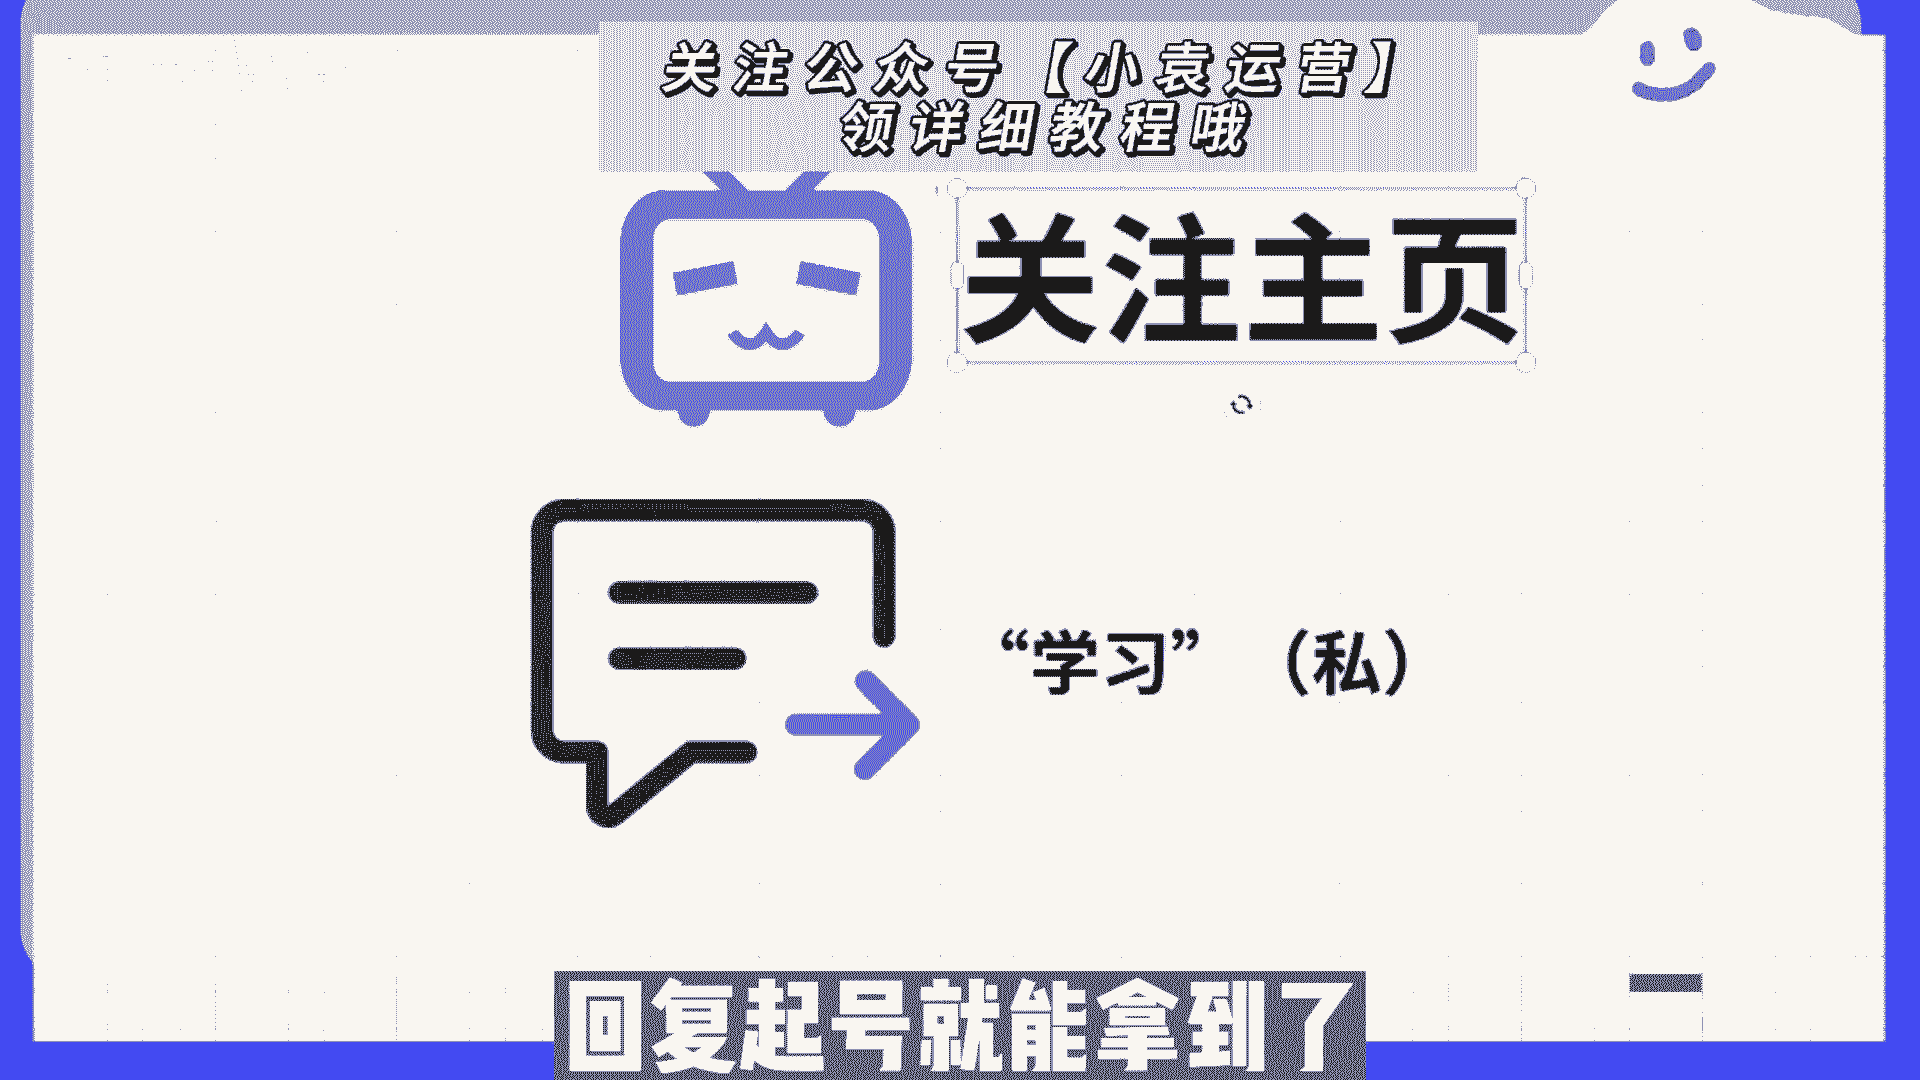 关注公众号【小袁运营】
领详细教程哦
关注主页
“学习”（私）
回复起号就能拿到了